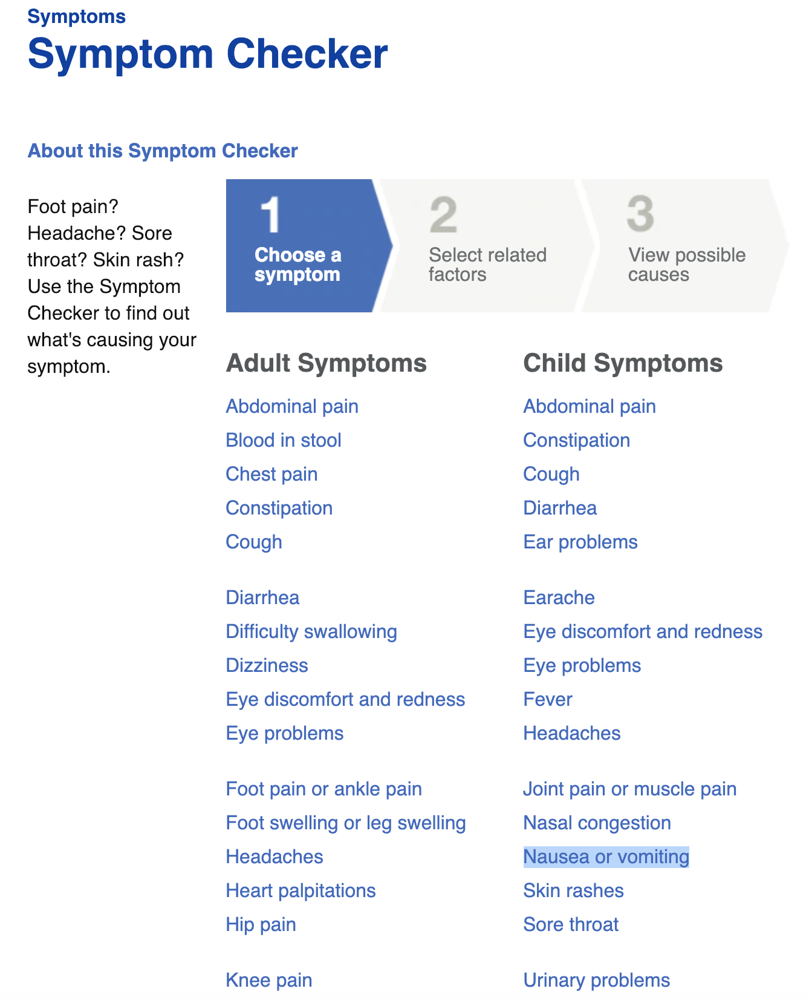 Symptoms
Symptom Checker
About this Symptom Checker
Foot pain?
Headache? Sore
throat? Skin rash?
Use the Symptom
Checker to find out
what's causing your
symptom.
1
Choose a
symptom
2
Select related
factors
3
View possible
causes
Adult Symptoms
Abdominal pain
Blood in stool
Chest pain
Constipation
Cough
Diarrhea
Difficulty swallowing
Dizziness
Eye discomfort and redness
Eye problems
Foot pain or ankle pain
Foot swelling or leg swelling
Headaches
Heart palpitations
Hip pain
Knee pain
Child Symptoms
Abdominal pain
Constipation
Cough
Diarrhea
Ear problems
Earache
Eye discomfort and redness
Eye problems
Fever
Headaches
Joint pain or muscle pain
Nasal congestion
Nausea or vomiting
Skin rashes
Sore throat
Urinary problems